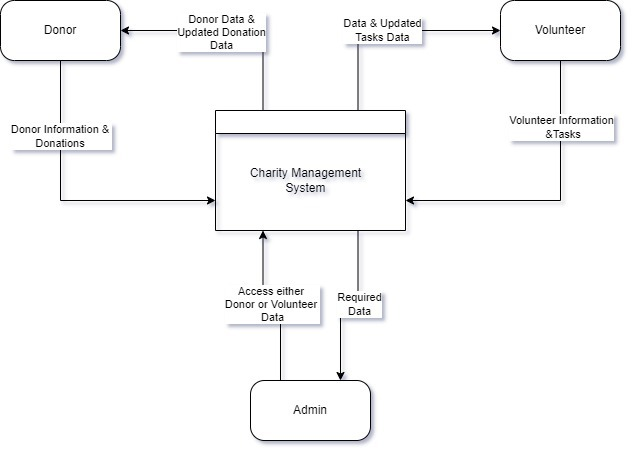 Donor
Donor Data &
Updated Donation
Data
Data & Updated
Tasks Data
Volunteer
Donor Information &
Donations
Volunteer Information
&Tasks
Charity Management
System
Access either
Donor or Volunteer
Data
Required
Data
Admin